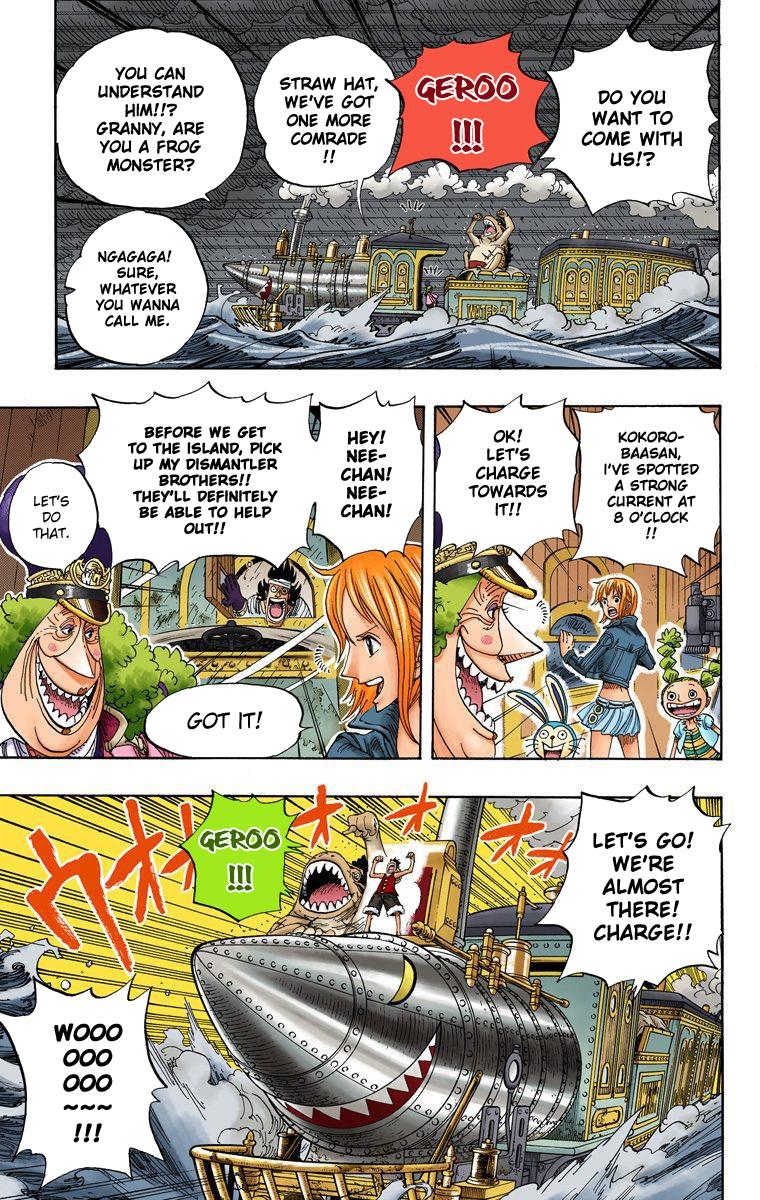 DO YOU
WANT TO
COME WITH
US!?
GEROO
!!!
STRAW HAT,
WE'VE GOT
ONE MORE
COMRADE
!!
YOU CAN
UNDERSTAND
HIM!!?
GRANNY, ARE
YOU A FROG
MONSTER?
NGAGAGA!
SURE,
WHATEVER
YOU WANNA
CALL ME.
WATER 7
KOKORO-
BAASAN,
I'VE SPOTTED
A STRONG
CURRENT AT
8 O'CLOCK
!!
OK!
LET'S
CHARGE
TOWARDS
IT!!
HEY!
NEE-
CHAN!
NEE-
CHAN!
BEFORE WE GET
TO THE ISLAND, PICK
UP MY DISMANTLER
BROTHERS!!
THEY'LL DEFINITELY
BE ABLE TO HELP
OUT!!
LET'S
DO THAT.
GOT IT!
LET'S GO!
WE'RE
ALMOST
THERE!
CHARGE!!
GEROO
!!!
ウオオオオオ
WOOO
OOO
OOO
~~~
!!!